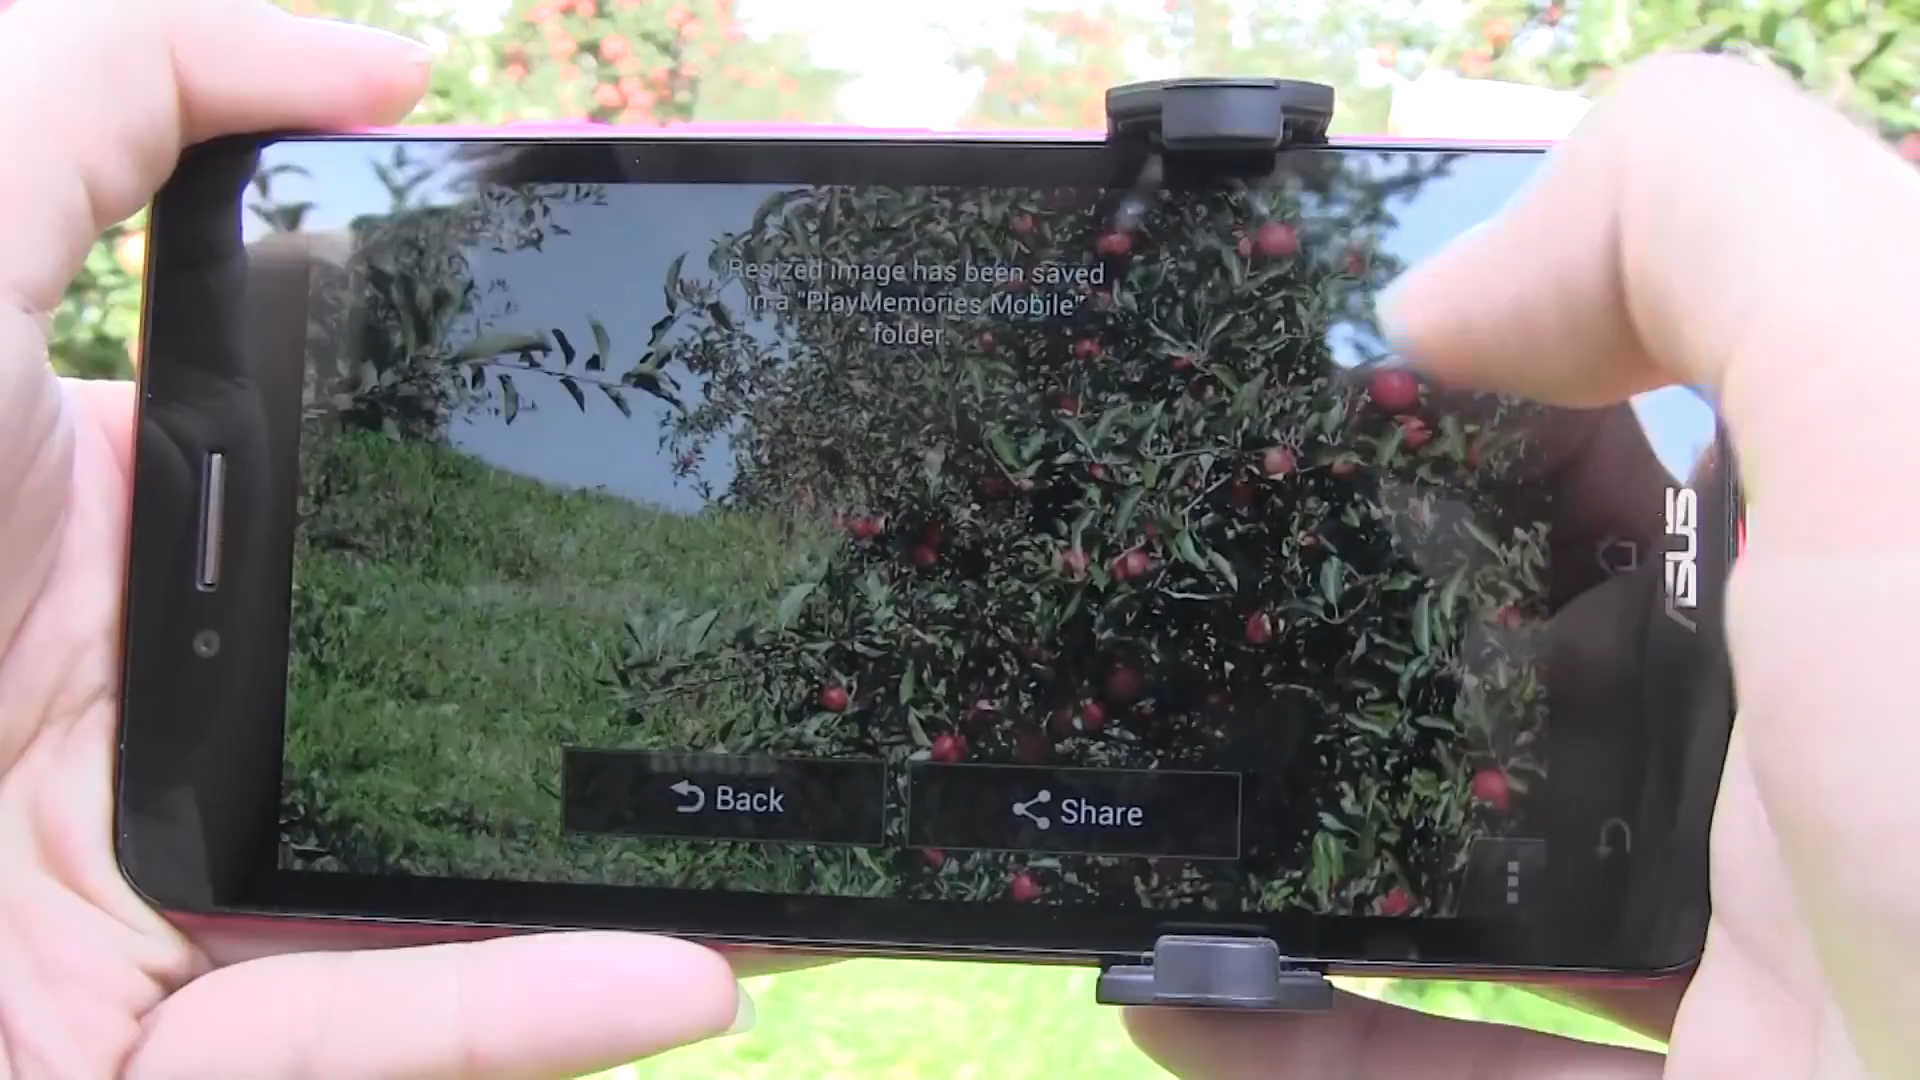 Resized image has been saved
in a "PlayMemories Mobile"
folder
Back
Share
ASUS